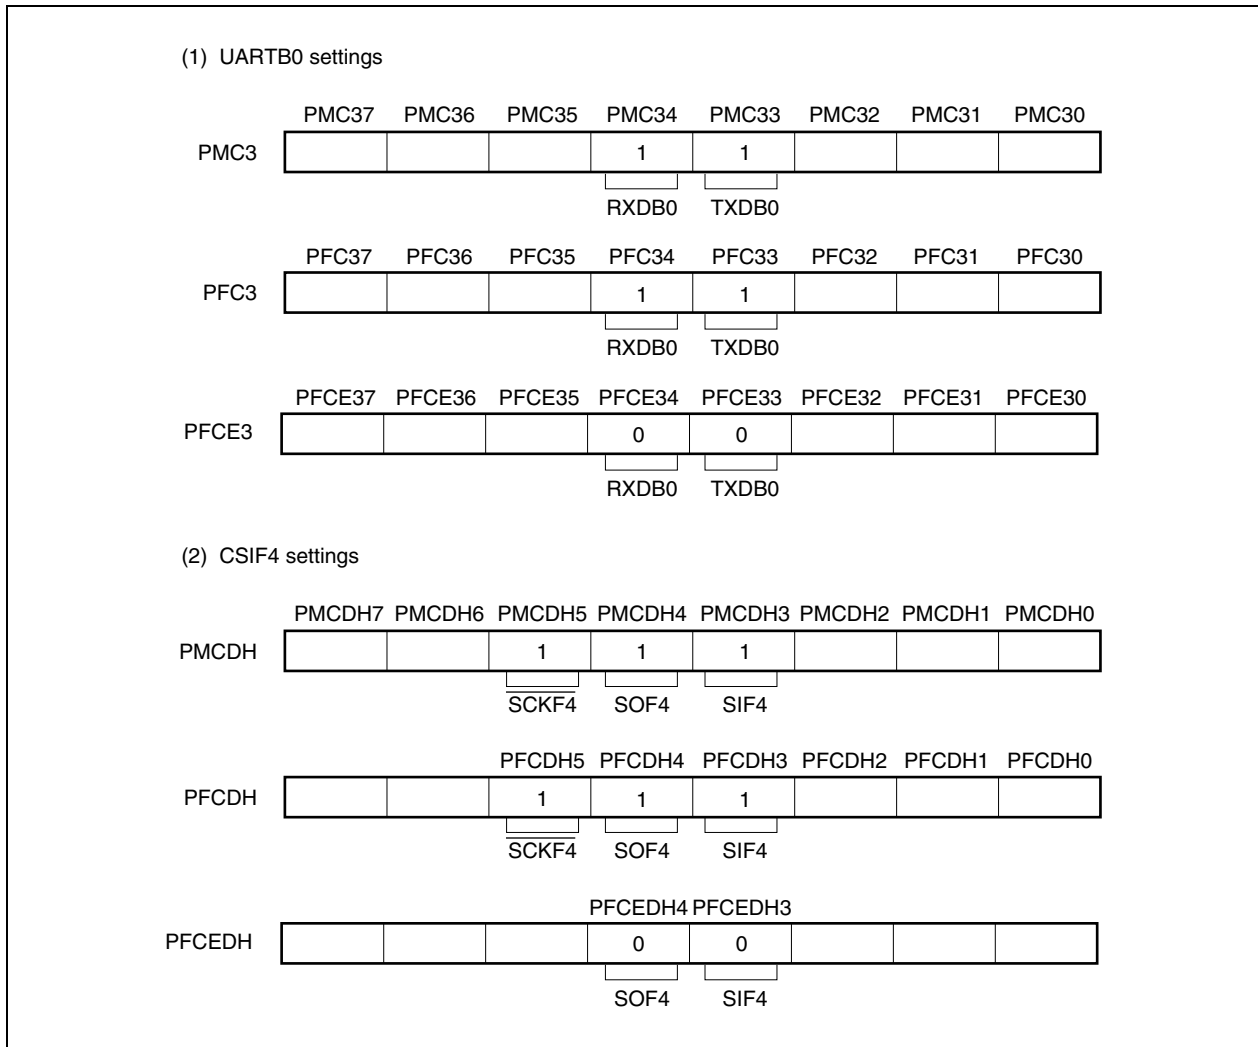 (1) UARTB0 settings
PMC37 PMC36 PMC35 PMC34 PMC33 PMC32 PMC31 PMC30
PMC3 1 1
RXDB0 TXDB0
PFC37 PFC36 PFC35 PFC34 PFC33 PFC32 PFC31 PFC30
PFC3 1 1
RXDB0 TXDB0
PFCE37 PFCE36 PFCE35 PFCE34 PFCE33 PFCE32 PFCE31 PFCE30
PFCE3 0 0
RXDB0 TXDB0
(2) CSIF4 settings
PMCDH7 PMCDH6 PMCDH5 PMCDH4 PMCDH3 PMCDH2 PMCDH1 PMCDH0
PMCDH 1 1 1
SCKF4 SOF4 SIF4
PFCDH5 PFCDH4 PFCDH3 PFCDH2 PFCDH1 PFCDH0
PFCDH 1 1 1
SCKF4 SOF4 SIF4
PFCEDH4 PFCEDH3
PFCEDH 0 0
SOF4 SIF4